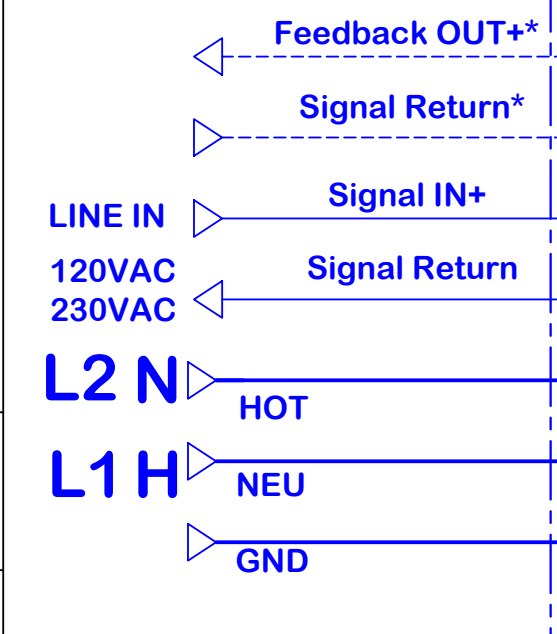 Feedback OUT+*
Signal Return*
Signal IN+
LINE IN
Signal Return
120VAC
230VAC
L2 N
HOT
L1 H
NEU
GND